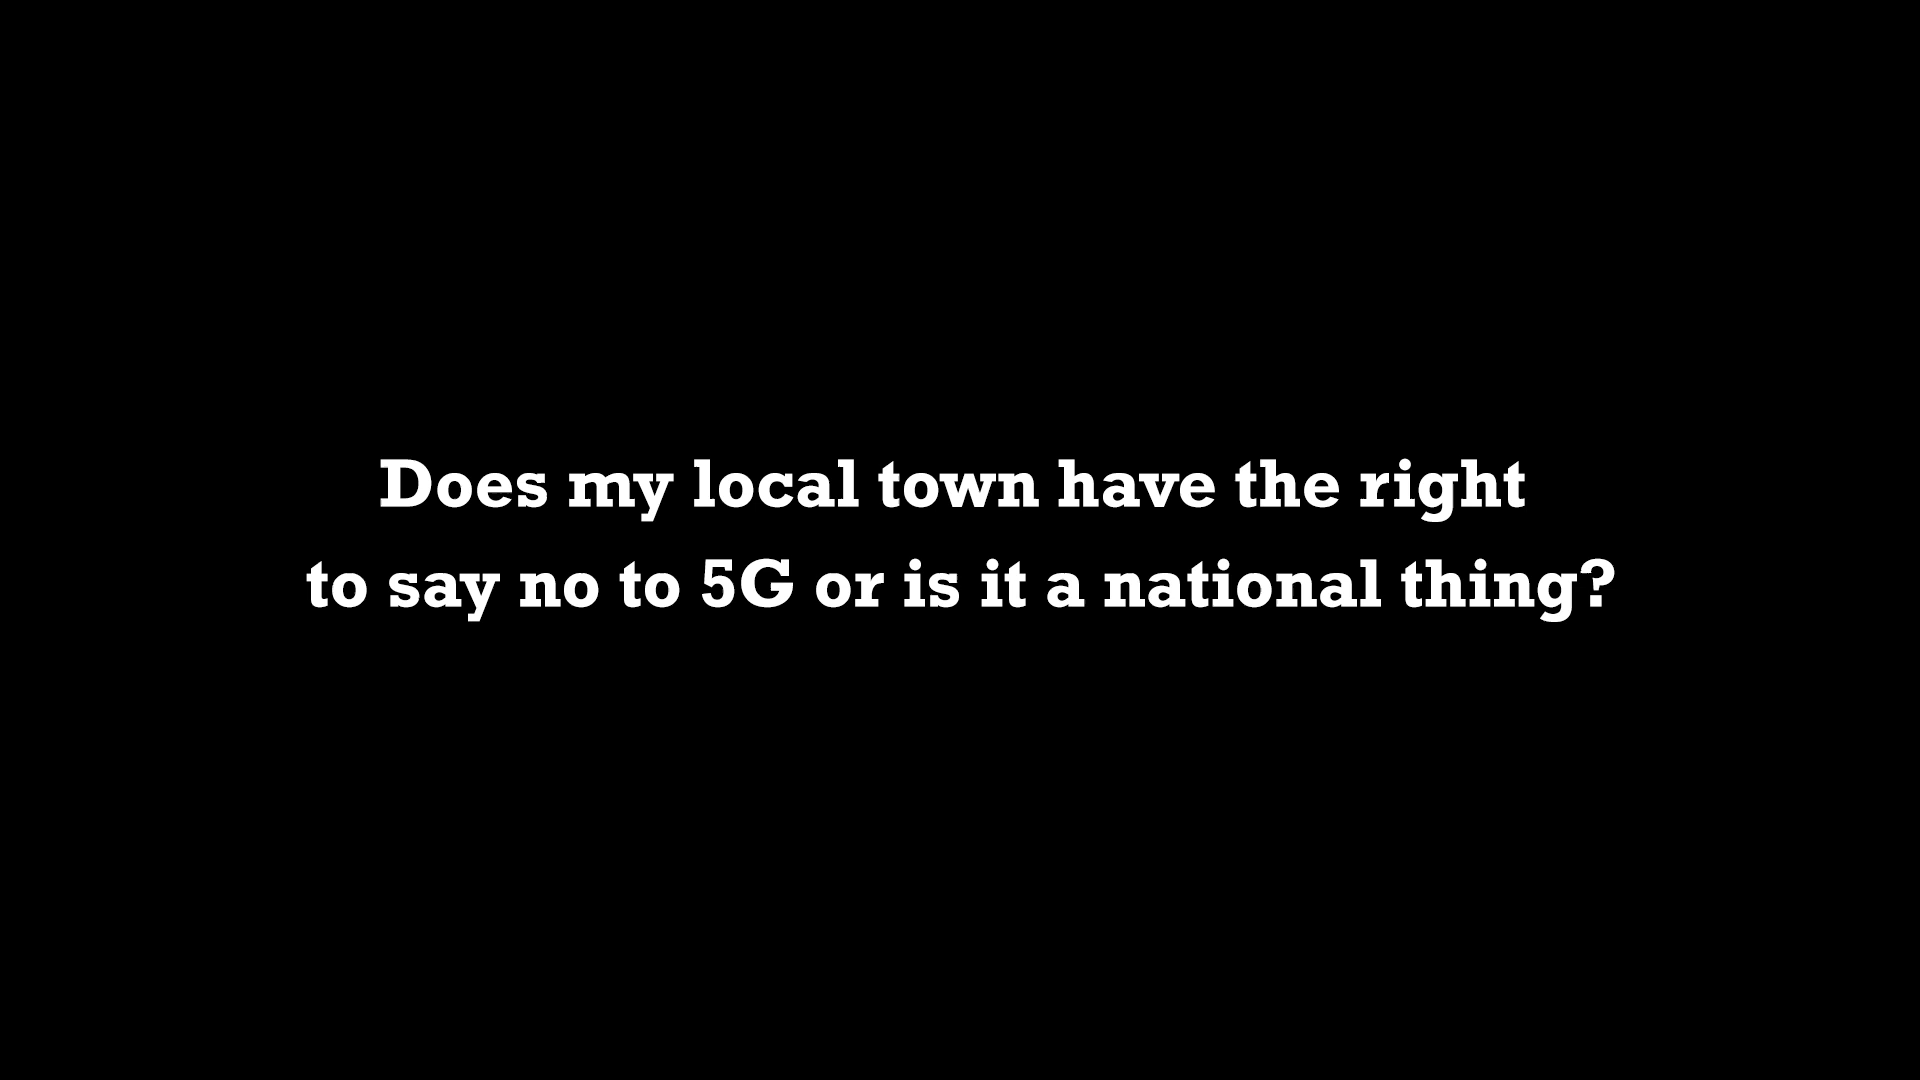 Does my local town have the right
to say no to 5G or is it a national thing?